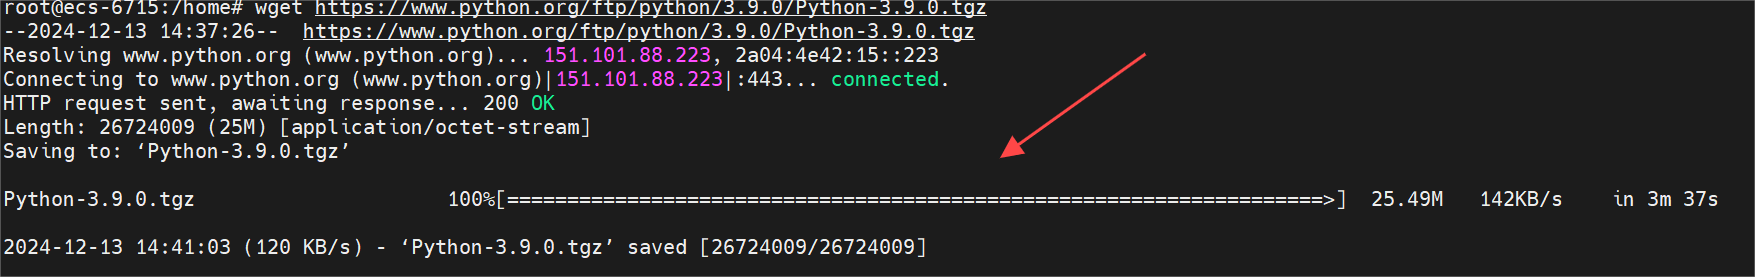 root@ecs-6715:/home# wget https://www.python.org/ftp/python/3.9.0/Python-3.9.0.tgz
--2024-12-13 14:37:26--  https://www.python.org/ftp/python/3.9.0/Python-3.9.0.tgz
Resolving www.python.org (www.python.org)... 151.101.88.223, 2a04:4e42:15::223
Connecting to www.python.org (www.python.org)|151.101.88.223|:443... connected.
HTTP request sent, awaiting response... 200 OK
Length: 26724009 (25M) [application/octet-stream]
Saving to: ‘Python-3.9.0.tgz’
Python-3.9.0.tgz 100%[====================================================================>] 25.49M 142KB/s in 3m 37s
2024-12-13 14:41:03 (120 KB/s) - ‘Python-3.9.0.tgz’ saved [26724009/26724009]